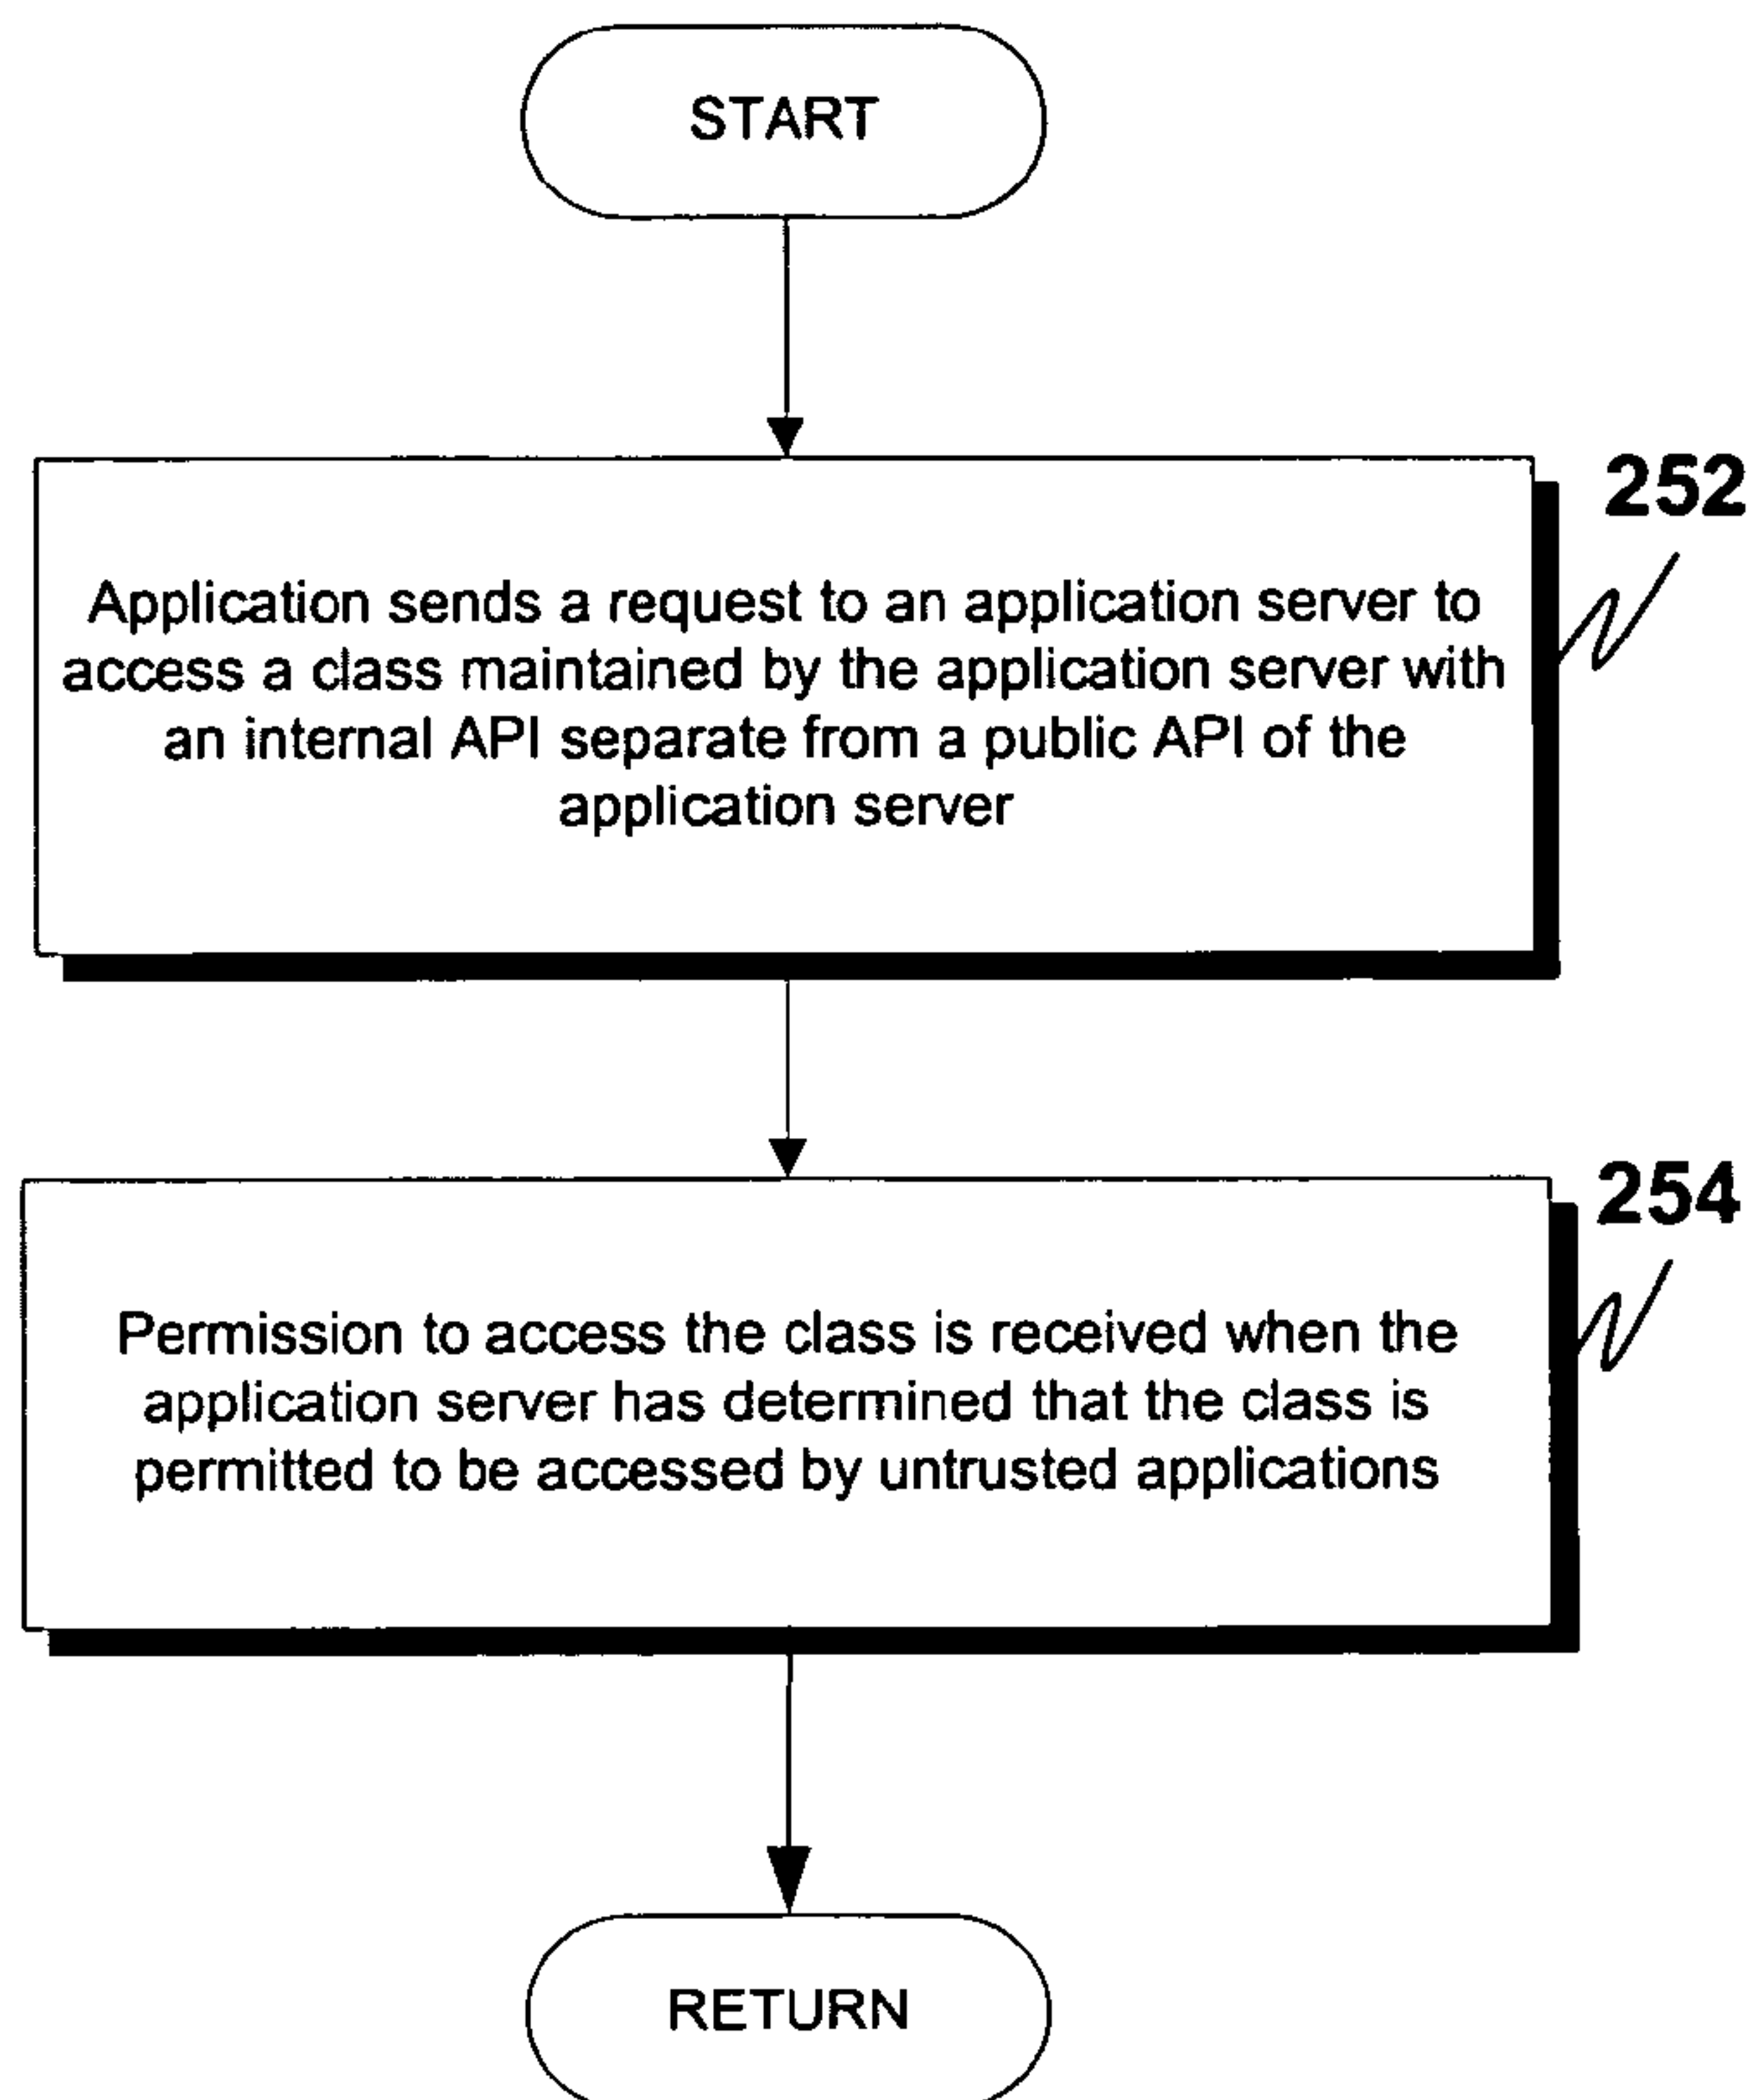 START
252
Application sends a request to an application server to
access a class maintained by the application server with
an internal API separate from a public API of the
application server
254
Permission to access the class is received when the
application server has determined that the class is
permitted to be accessed by untrusted applications
RETURN